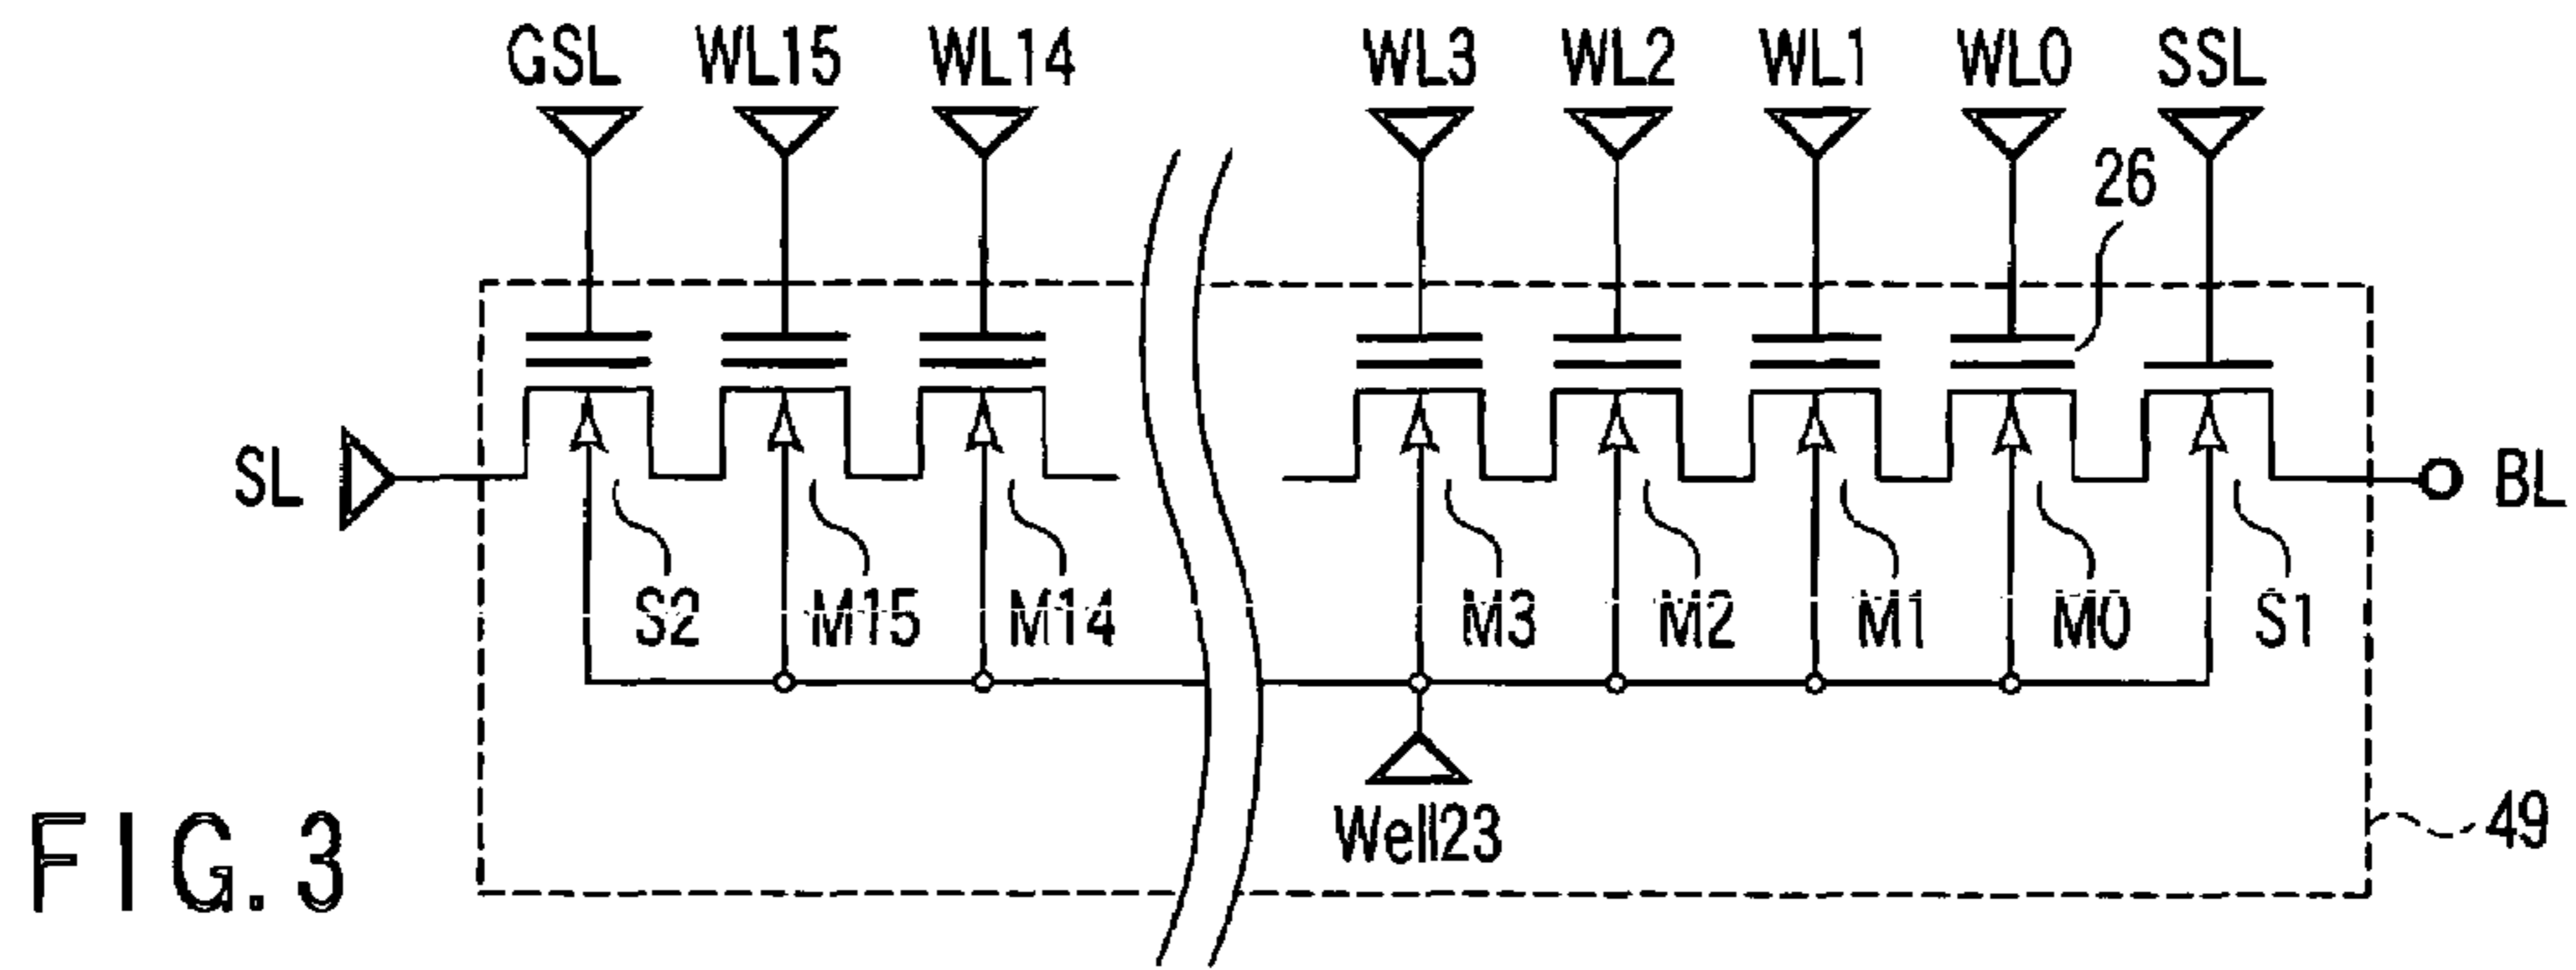 GSL WL15 WL14 WL3 WL2 WL1 WL0 SSL
26
SL BL
S2 M15 M14 M3 M2 M1 M0 S1
Well23 49
FIG.3